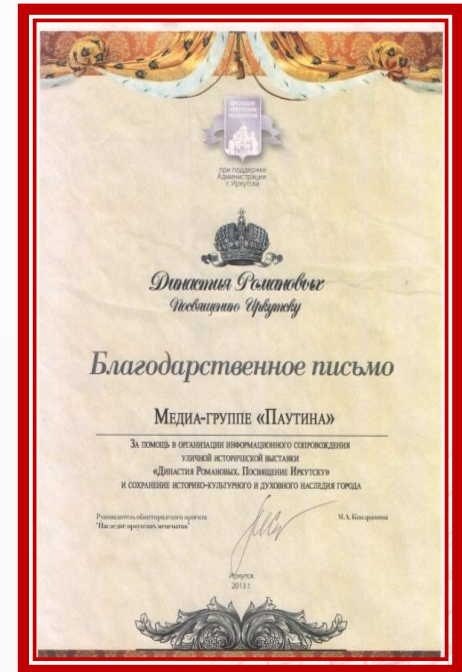 при поддержке
Администрации
г. Иркутска
Династия Романовых
Посвящение Иркутску
Благодарственное письмо
Медиа-группе «Паутина»
За помощь в организации информационного сопровождения
уличной исторической выставки
«Династия Романовых. Посвящение Иркутску»
и сохранение историко-культурного и духовного наследия города
Руководитель общегородского проекта
"Наследие иркутских меценатов"
М.А. Кондрашина
Иркутск
2013 г.